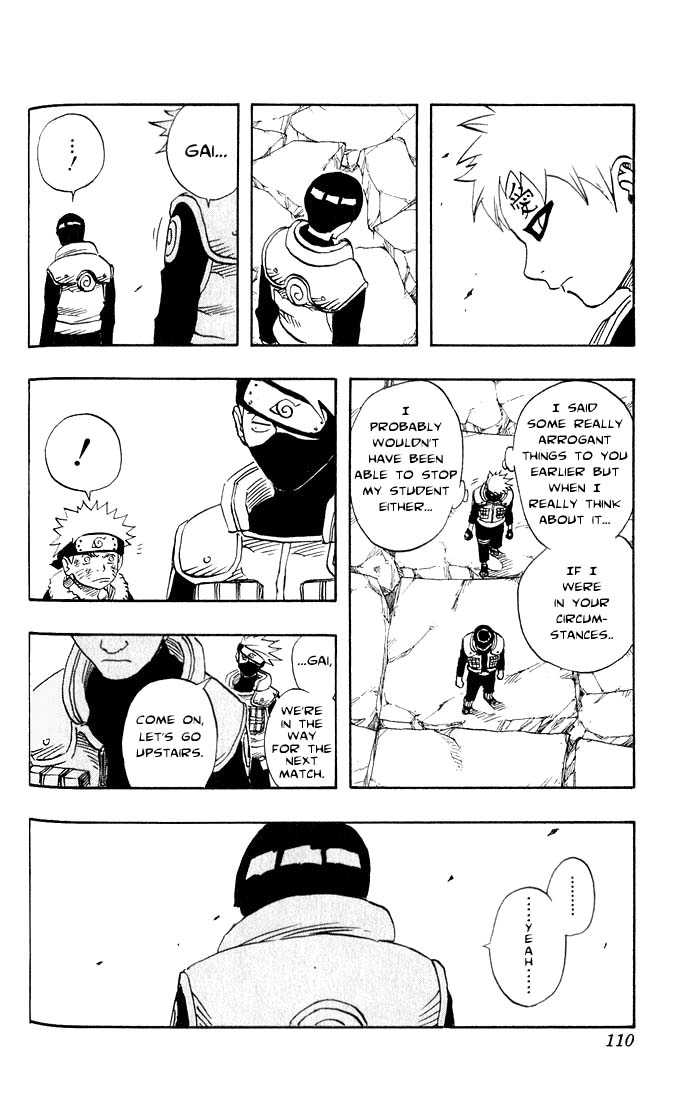 愛
GAI...
...!
I SAID
SOME REALLY
ARROGANT
THINGS TO YOU
EARLIER BUT
WHEN I
REALLY THINK
ABOUT IT...
IF I
WERE
IN YOUR
CIRCUM-
STANCES..
I
PROBABLY
WOULDN'T
HAVE BEEN
ABLE TO STOP
MY STUDENT
EITHER...
!
...GAI,
WE'RE
IN THE
WAY
FOR THE
NEXT
MATCH.
COME ON,
LET'S GO
UPSTAIRS.
.........
......YEAH......
110